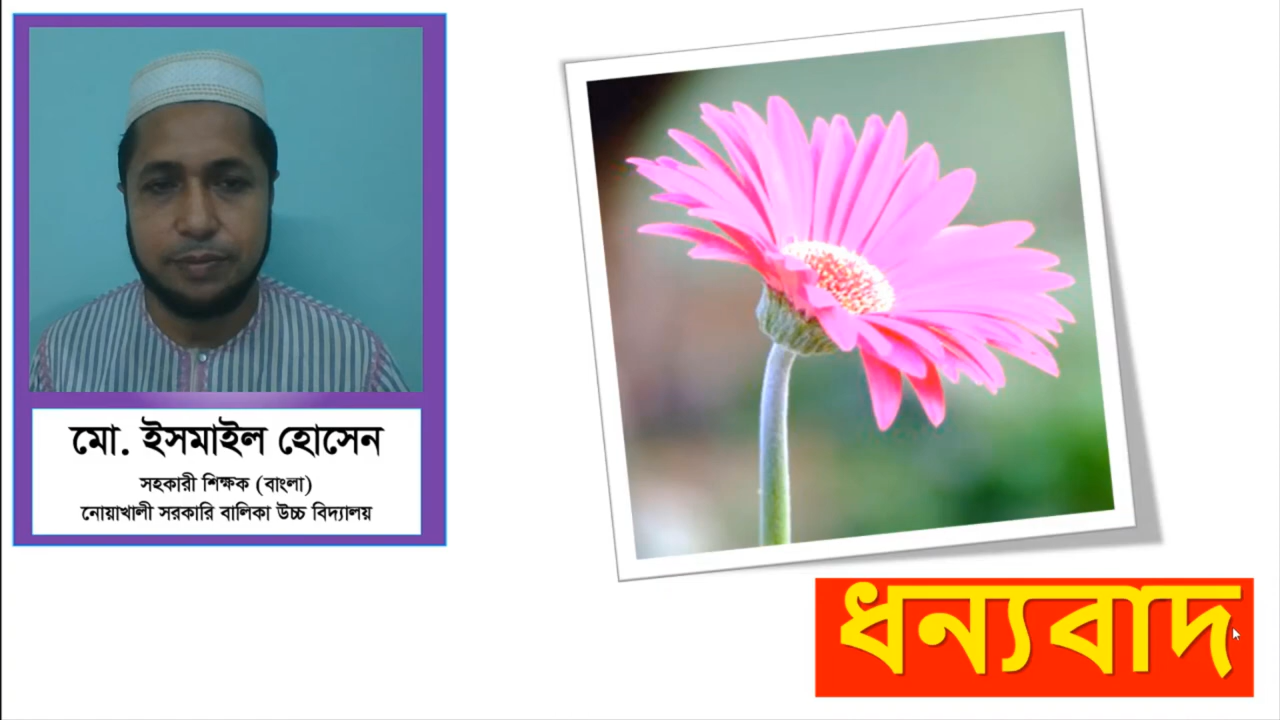 মো. ইসমাইল হোসেন
সহকারী শিক্ষক (বাংলা)
নোয়াখালী সরকারি বালিকা উচ্চ বিদ্যালয়
ধন্যবাদ